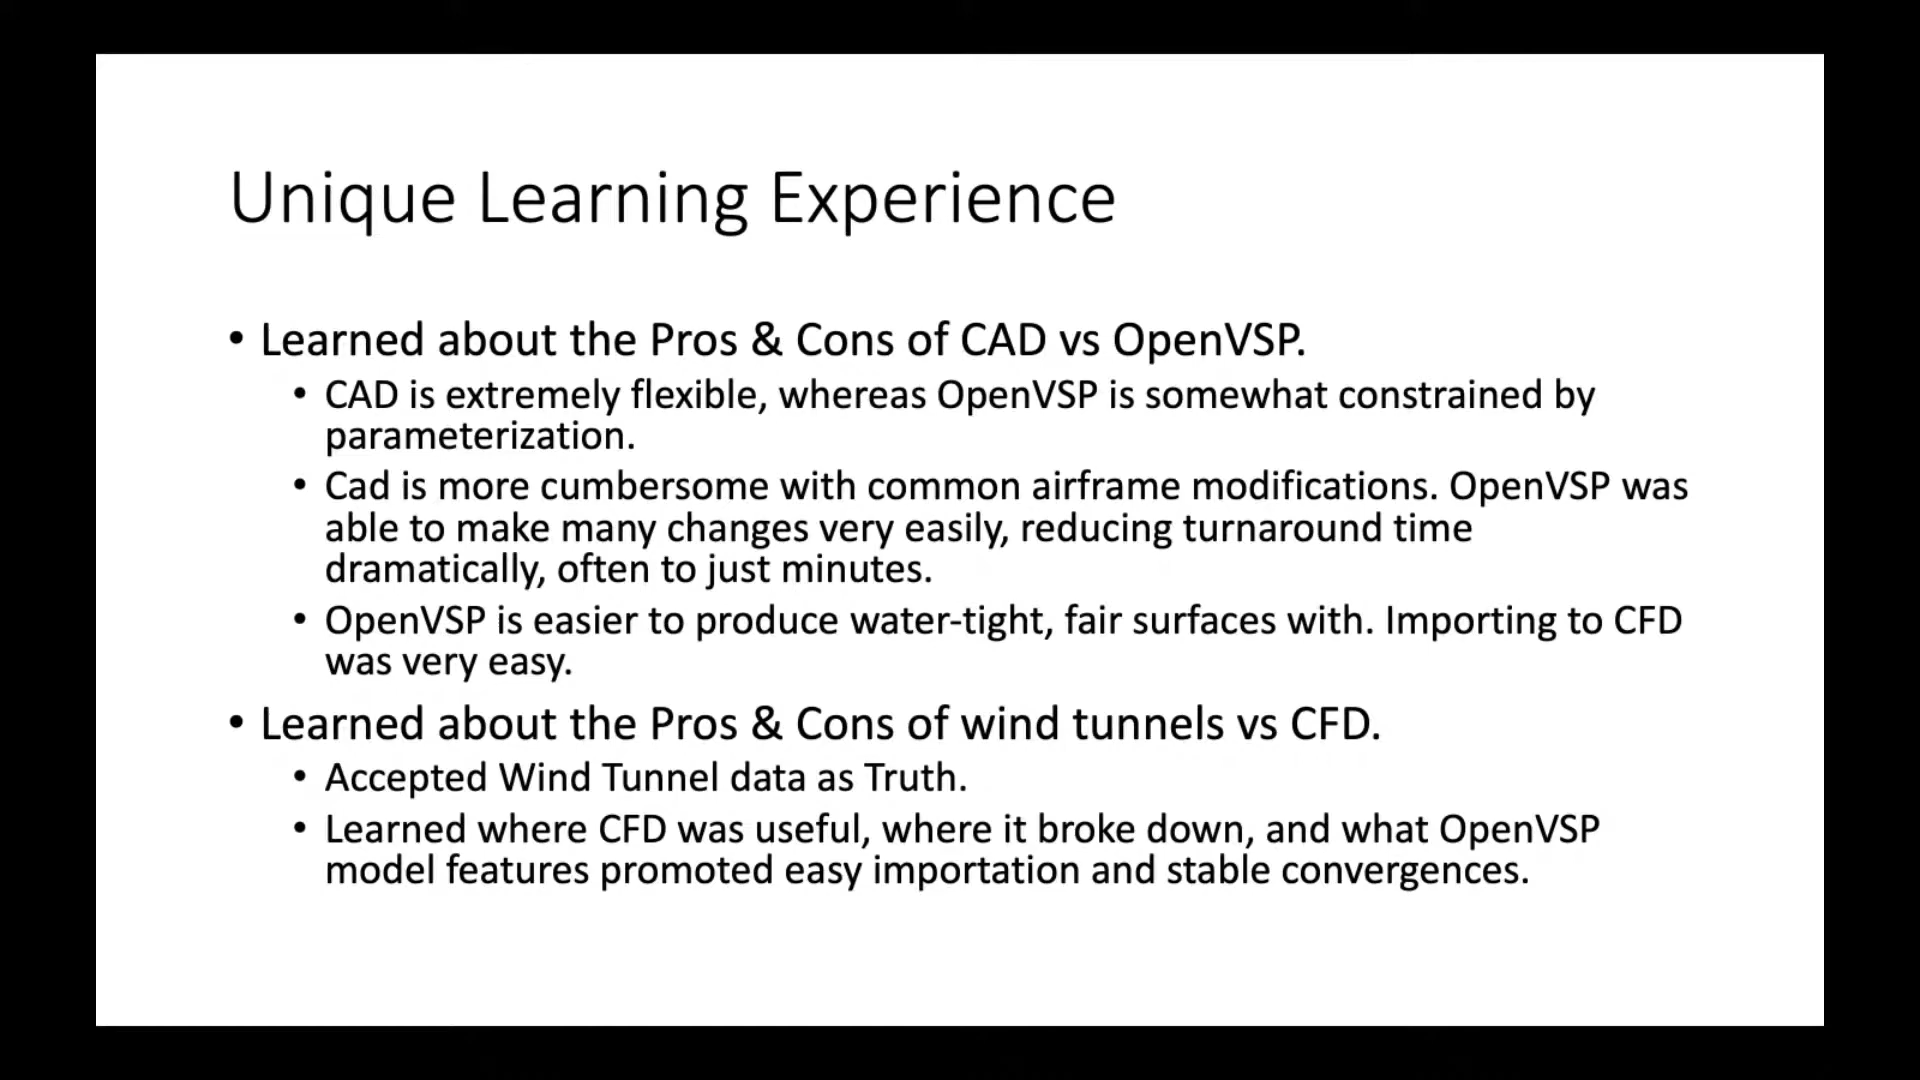 Unique Learning Experience
• Learned about the Pros & Cons of CAD vs OpenVSP.
• CAD is extremely flexible, whereas OpenVSP is somewhat constrained by
parameterization.
• Cad is more cumbersome with common airframe modifications. OpenVSP was
able to make many changes very easily, reducing turnaround time
dramatically, often to just minutes.
• OpenVSP is easier to produce water-tight, fair surfaces with. Importing to CFD
was very easy.
• Learned about the Pros & Cons of wind tunnels vs CFD.
• Accepted Wind Tunnel data as Truth.
• Learned where CFD was useful, where it broke down, and what OpenVSP
model features promoted easy importation and stable convergences.